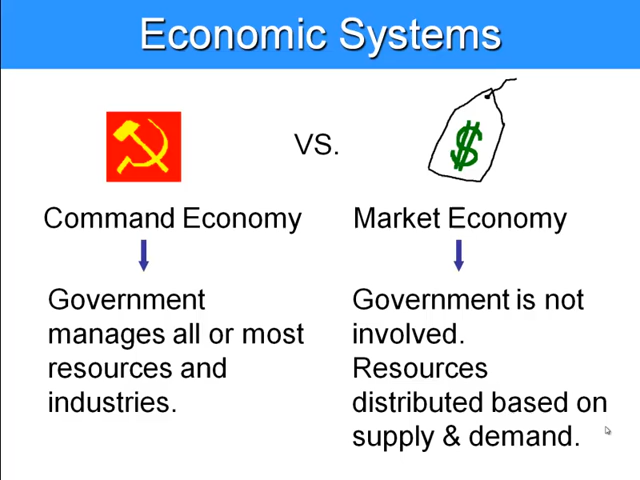 Economic Systems
VS.
$
Command Economy
Market Economy
Government
manages all or most
resources and
industries.
Government is not
involved.
Resources
distributed based on
supply & demand.